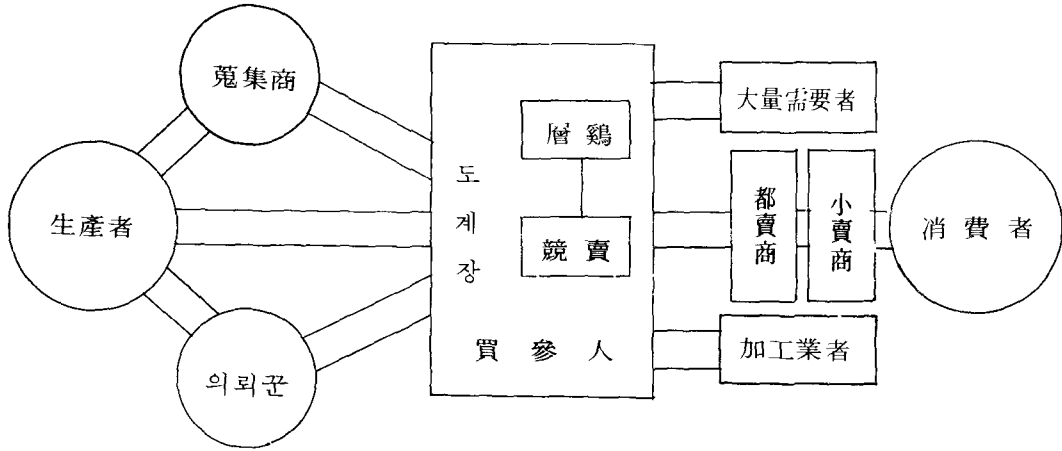 蒐集商
生産者
의뢰꾼
도계장
層鷄
競賣
買參人
大量需要者
都賣商
小賣商
加工業者
消費者